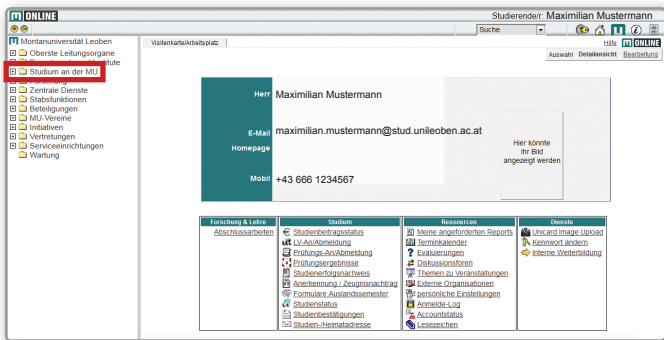 MU ONLINE
Studierende/r: Maximilian Mustermann
Suche
Hilfe MU ONLINE
Montanuniversität Leoben
Visitenkarte/Arbeitsplatz
Auswahl Detailansicht Bearbeitung
Oberste Leitungsorgane
Studium an der MU
Forschung
Zentrale Dienste
Stabsfunktionen
Beteiligungen
MU-Vereine
Initiativen
Vertretungen
Serviceeinrichtungen
Wartung
Herr Maximilian Mustermann
E-Mail maximilian.mustermann@stud.unileoben.ac.at
Homepage
Mobil +43 666 1234567
Hier könnte
Ihr Bild
angezeigt werden
Forschung & Lehre
Abschlussarbeiten
Studium
Studienbeitragsstatus
LV-An/Abmeldung
Prüfungs-An/Abmeldung
Prüfungsergebnisse
Studienerfolgsnachweis
Anerkennung / Zeugnisnachtrag
Formulare Auslandssemester
Studienstatus
Studienbestätigungen
Studien-/Heimatadresse
Ressourcen
Meine angeforderten Reports
Terminkalender
Evaluierungen
Diskussionsforen
Themen zu Veranstaltungen
Externe Organisationen
persönliche Einstellungen
Anmelde-Log
Accountstatus
Lesezeichen
Dienste
Unicard Image Upload
Kennwort ändern
Interne Weiterbildung